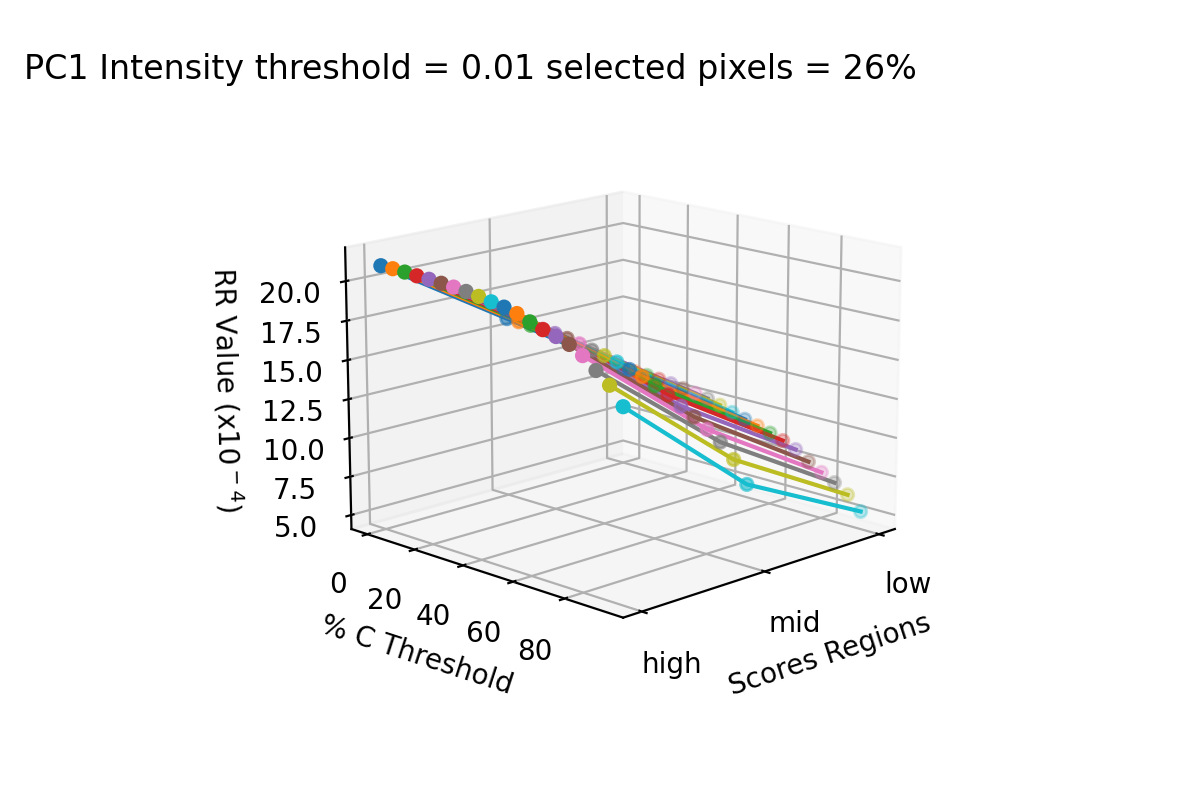 PC1 Intensity threshold = 0.01 selected pixels = 26%
RR Value (x10⁻⁴)
20.0
17.5
15.0
12.5
10.0
7.5
5.0
0
20
40
60
80
% C Threshold
high
mid
low
Scores Regions